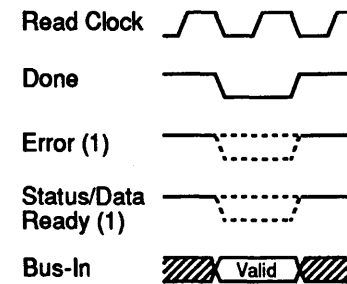 Read Clock
Done
Error (1)
Status/Data
Ready (1)
Bus-In
Valid